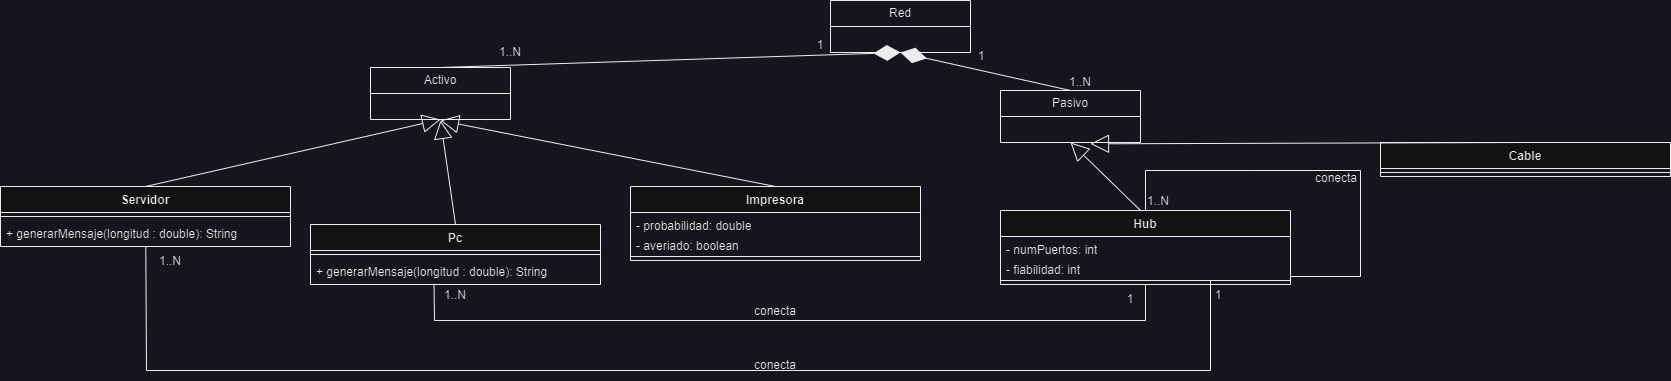 Red
1..N
1
1
Activo
1..N
Pasivo
Cable
conecta
Servidor
Impresora
1..N
+ generarMensaje(longitud : double): String
- probabilidad: double
- averiado: boolean
Hub
Pc
- numPuertos: int
- fiabilidad: int
1..N
+ generarMensaje(longitud : double): String
1..N
1
1
conecta
conecta